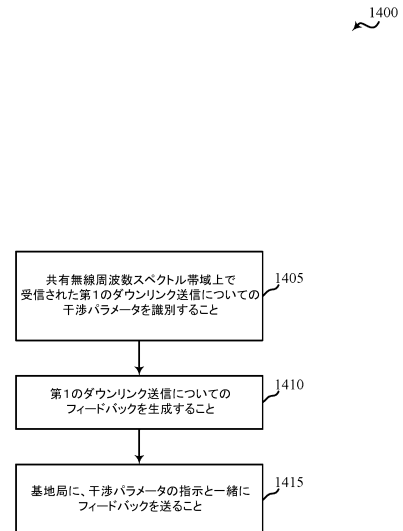 1400
共有無線周波数スペクトル帯域上で
受信された第1のダウンリンク送信についての
干渉パラメータを識別すること
1405
第1のダウンリンク送信についての
フィードバックを生成すること
1410
基地局に、干渉パラメータの指示と一緒に
フィードバックを送ること
1415